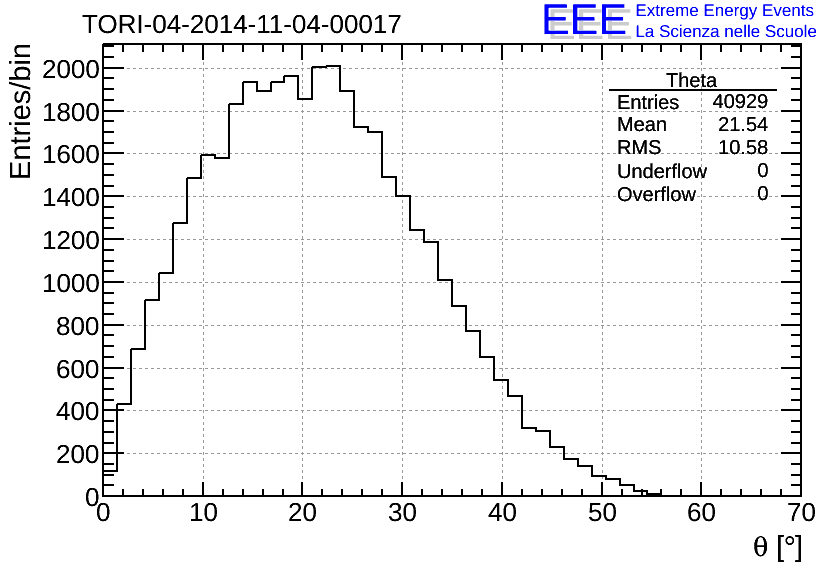 TORI-04-2014-11-04-00017
EEE
Extreme Energy Events
La Scienza nelle Scuole
Entries/bin
2000
1800
1600
1400
1200
1000
800
600
400
200
0
Theta
Entries 40929
Mean 21.54
RMS 10.58
Underflow 0
Overflow 0
0 10 20 30 40 50 60 70
θ [°]